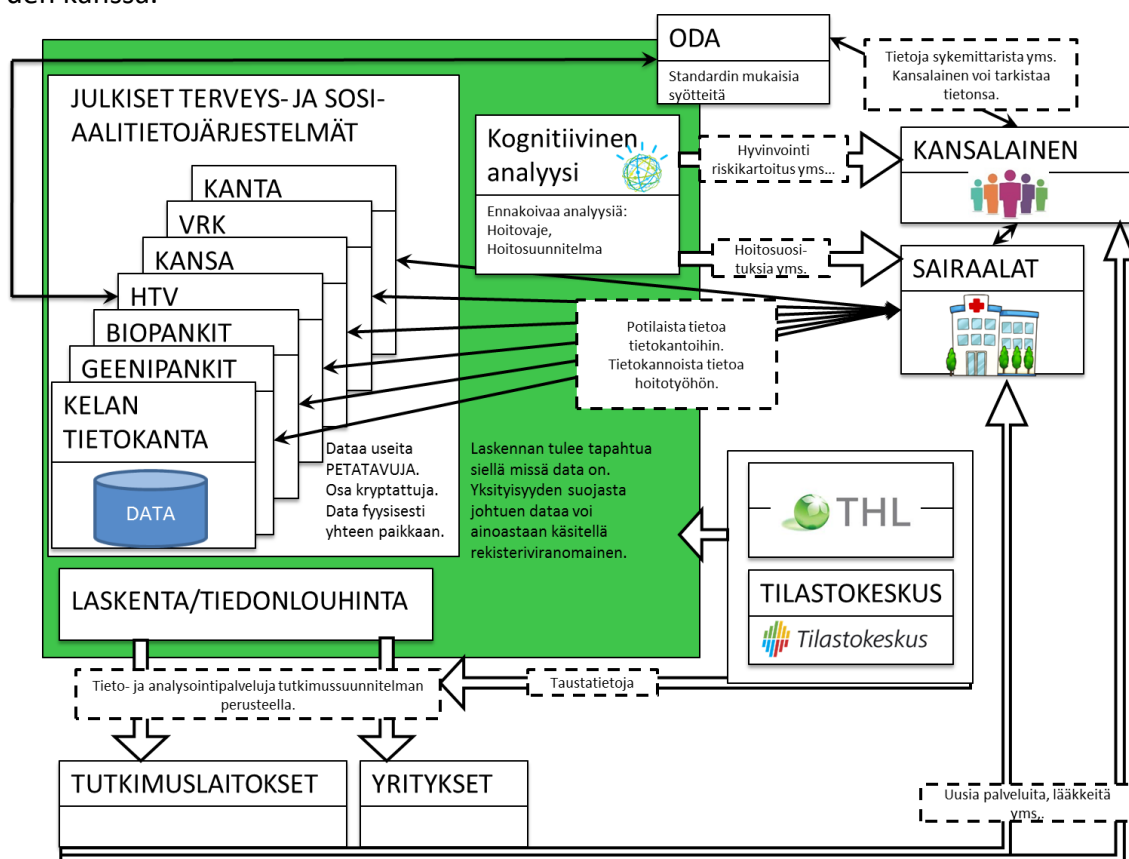 den kanssa.
ODA
Standardin mukaisia
syötteitä
Tietoja sykemittarista yms.
Kansalainen voi tarkistaa
tietonsa.
JULKISET TERVEYS- JA SOSI-
AALITIETOJÄRJESTELMÄT
Kognitiivinen
analyysi
Ennakoivaa analyysiä:
Hoitovaje,
Hoitosuunnitelma
Hyvinvointi
riskikartoitus yms...
KANSALAINEN
Hoitosuosi-
tuksia yms.
SAIRAALAT
KANTA
VRK
KANSA
HTV
BIOPANKIT
GEENIPANKIT
KELAN
TIETOKANTA
DATA
Potilaista tietoa
tietokantoihin.
Tietokannoista tietoa
hoitotyöhön.
Dataa useita
PETATAVUJA.
Osa kryptattuja.
Data fyysisesti
yhteen paikkaan.
Laskennan tulee tapahtua
siellä missä data on.
Yksityisyyden suojasta
johtuen dataa voi
ainoastaan käsitellä
rekisteriviranomainen.
THL
TILASTOKESKUS
Tilastokeskus
LASKENTA/TIEDONLOUHINTA
Tieto- ja analysointipalveluja tutkimussuunnitelman
perusteella.
Taustatietoja
TUTKIMUSLAITOKSET
YRITYKSET
Uusia palveluita, lääkkeitä
yms,.